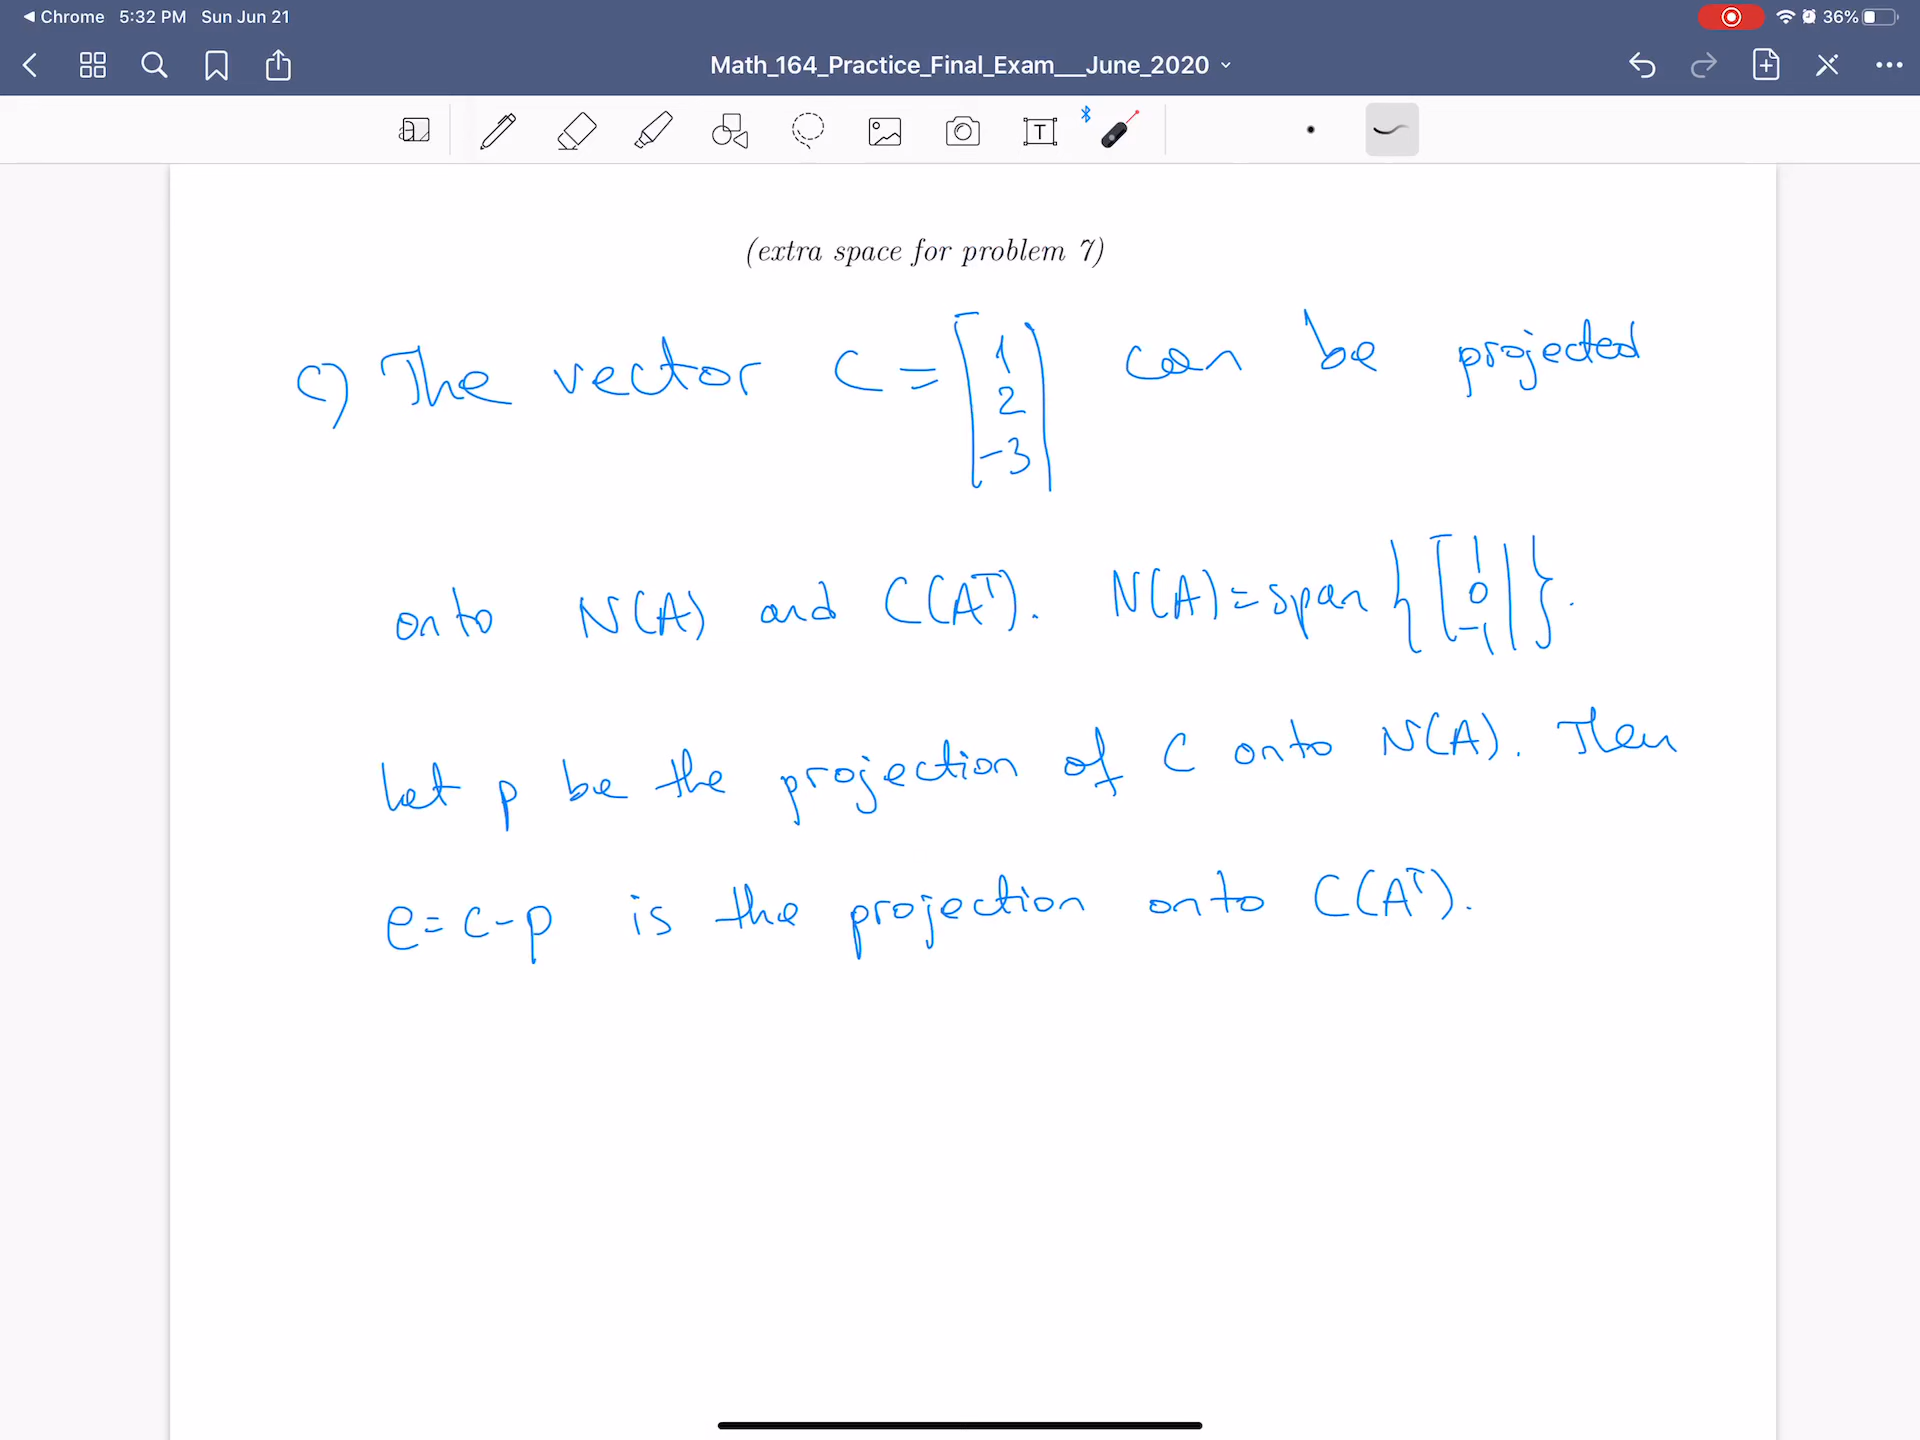 ◀ Chrome 5:32 PM Sun Jun 21 36%
Math_164_Practice_Final_Exam___June_2020
(extra space for problem 7)
c) The vector C = [1 2 -3] can be projected
onto N(A) and C(Aᵀ). N(A) = span {[1 0 -1]}.
Let p be the projection of C onto N(A). Then
e = c - p is the projection onto C(Aᵀ).